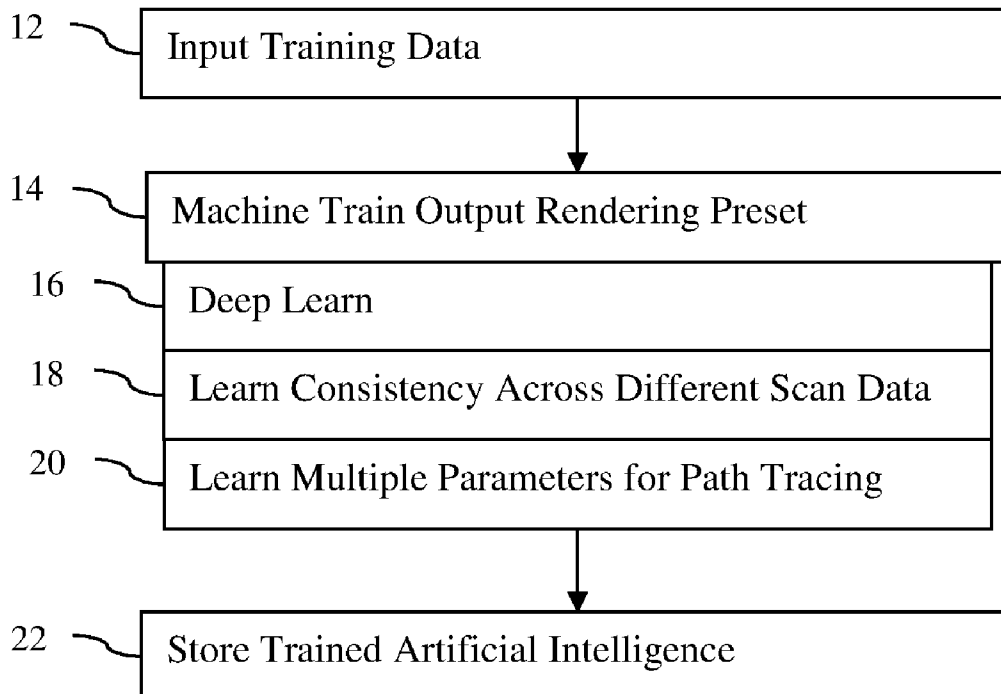 12 Input Training Data
14 Machine Train Output Rendering Preset
16 Deep Learn
18 Learn Consistency Across Different Scan Data
20 Learn Multiple Parameters for Path Tracing
22 Store Trained Artificial Intelligence